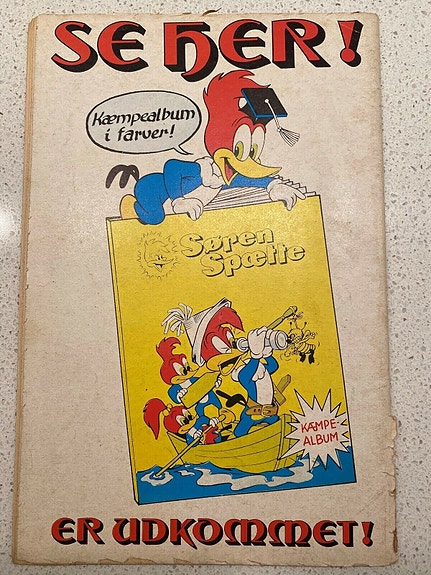 SE HER!
Kæmpealbum
i farver!
Søren
Spætte
KÆMPE-
ALBUM
ER UDKOMMET!